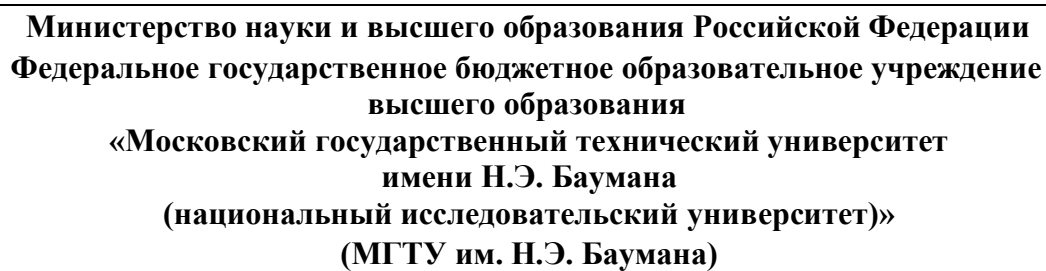 Министерство науки и высшего образования Российской Федерации
Федеральное государственное бюджетное образовательное учреждение
высшего образования
«Московский государственный технический университет
имени Н.Э. Баумана
(национальный исследовательский университет)»
(МГТУ им. Н.Э. Баумана)